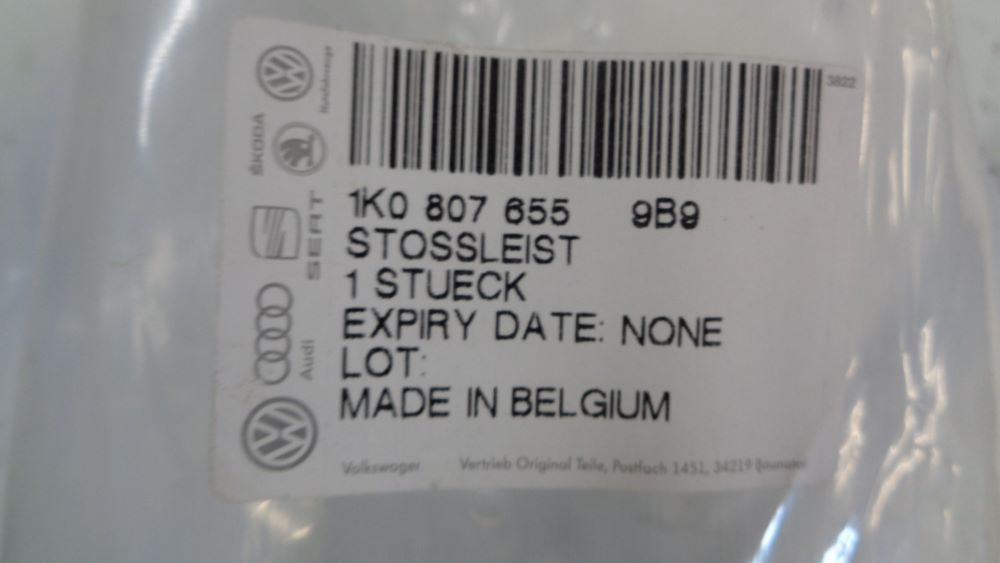 3822
1K0 807 655 9B9
STOSSLEIST
1 STUECK
EXPIRY DATE: NONE
LOT:
MADE IN BELGIUM
Volkswagen Vertrieb Original Teile, Postfach 1451, 34219 Baunatal
ŠKODA
SEAT
Audi